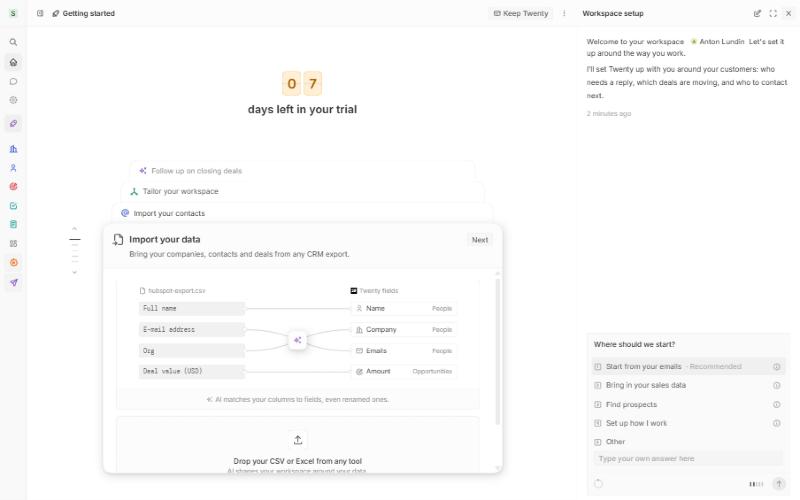 S
Getting started
Keep Twenty
0 7
days left in your trial
Follow up on closing deals
Tailor your workspace
Import your contacts
Import your data
Next
Bring your companies, contacts and deals from any CRM export.
hubspot-export.csv
Twenty fields
Full name
Name People
E-mail address
Company People
Org
Emails People
Deal value (USD)
Amount Opportunities
AI matches your columns to fields, even renamed ones.
Drop your CSV or Excel from any tool
AI shapes your workspace around your data
Workspace setup
Welcome to your workspace Anton Lundin Let's set it
up around the way you work.
I'll set Twenty up with you around your customers: who
needs a reply, which deals are moving, and who to contact
next.
2 minutes ago
Where should we start?
Start from your emails · Recommended
Bring in your sales data
Find prospects
Set up how I work
Other
Type your own answer here